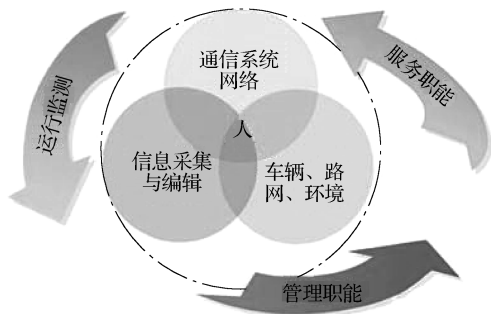 通信系统
网络
服务职能
运行监测
人
信息采集
与编辑
车辆、路
网、环境
管理职能